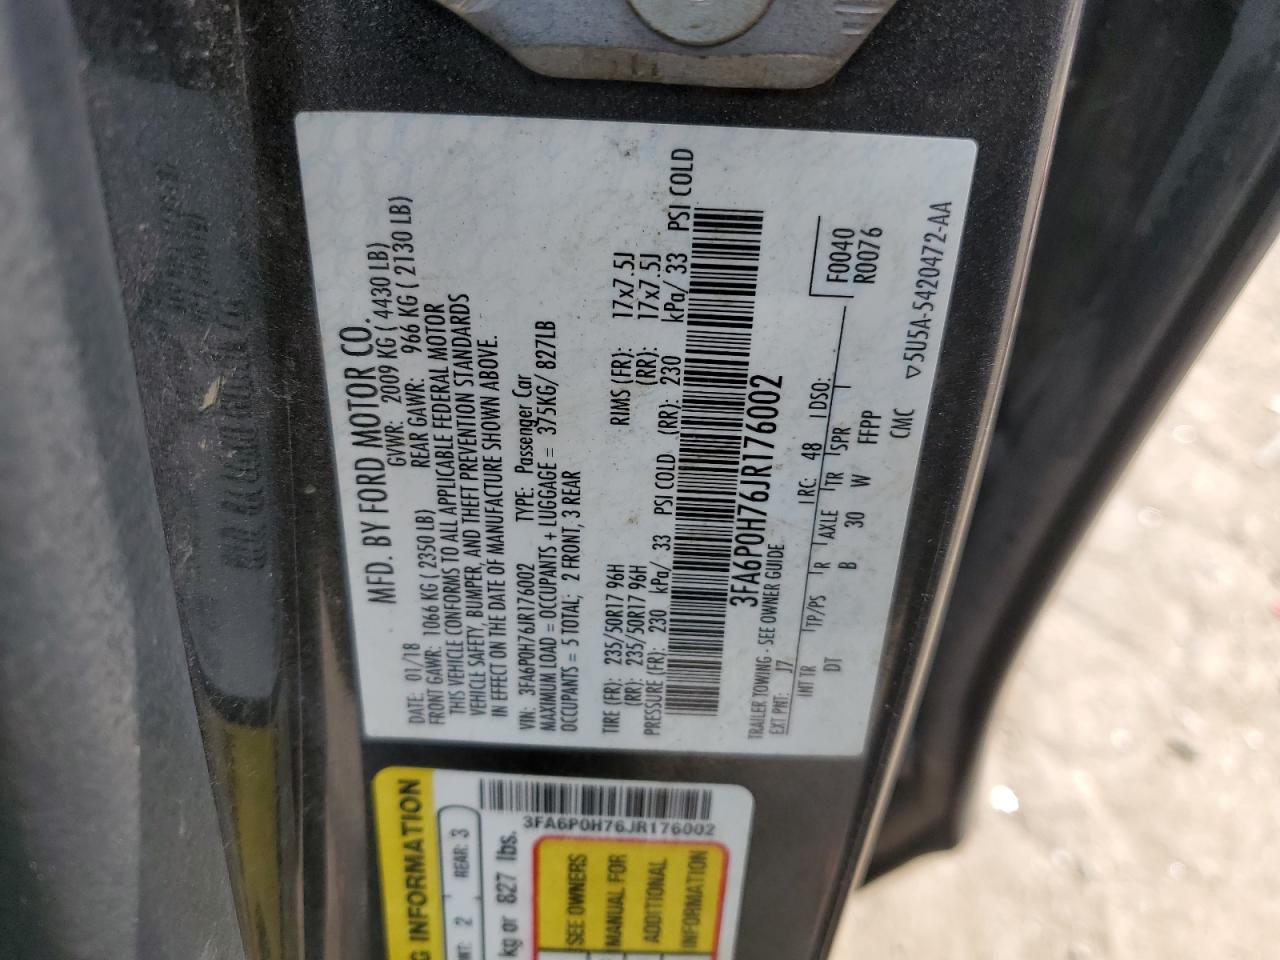 MFD. BY FORD MOTOR CO.
DATE: 01/18 GVWR: 2009 KG ( 4430 LB)
FRONT GAWR: 1066 KG ( 2350 LB) REAR GAWR: 966 KG ( 2130 LB)
THIS VEHICLE CONFORMS TO ALL APPLICABLE FEDERAL MOTOR
VEHICLE SAFETY, BUMPER, AND THEFT PREVENTION STANDARDS
IN EFFECT ON THE DATE OF MANUFACTURE SHOWN ABOVE.
VIN: 3FA6P0H76JR176002 TYPE: Passenger Car
MAXIMUM LOAD = OCCUPANTS + LUGGAGE = 375KG/ 827LB
OCCUPANTS = 5 TOTAL; 2 FRONT, 3 REAR
TIRE (FR): 235/50R17 96H RIMS (FR): 17x7.5J
(RR): 235/50R17 96H (RR): 17x7.5J
PRESSURE (FR): 230 kPa/ 33 PSI COLD (RR): 230 kPa/ 33 PSI COLD
3FA6P0H76JR176002
TRAILER TOWING - SEE OWNER GUIDE
EXT PNT: J7 RC: 48 DSO: F0040
R0076
INT TR TP/PS R AXLE TR SPR
DT B 30 W FFPP
CMC
▽5U5A-5420472-AA
INFORMATION
2 REAR: 3
3FA6P0H76JR176002
kg or 827 lbs.
SEE OWNERS
MANUAL FOR
ADDITIONAL
INFORMATION